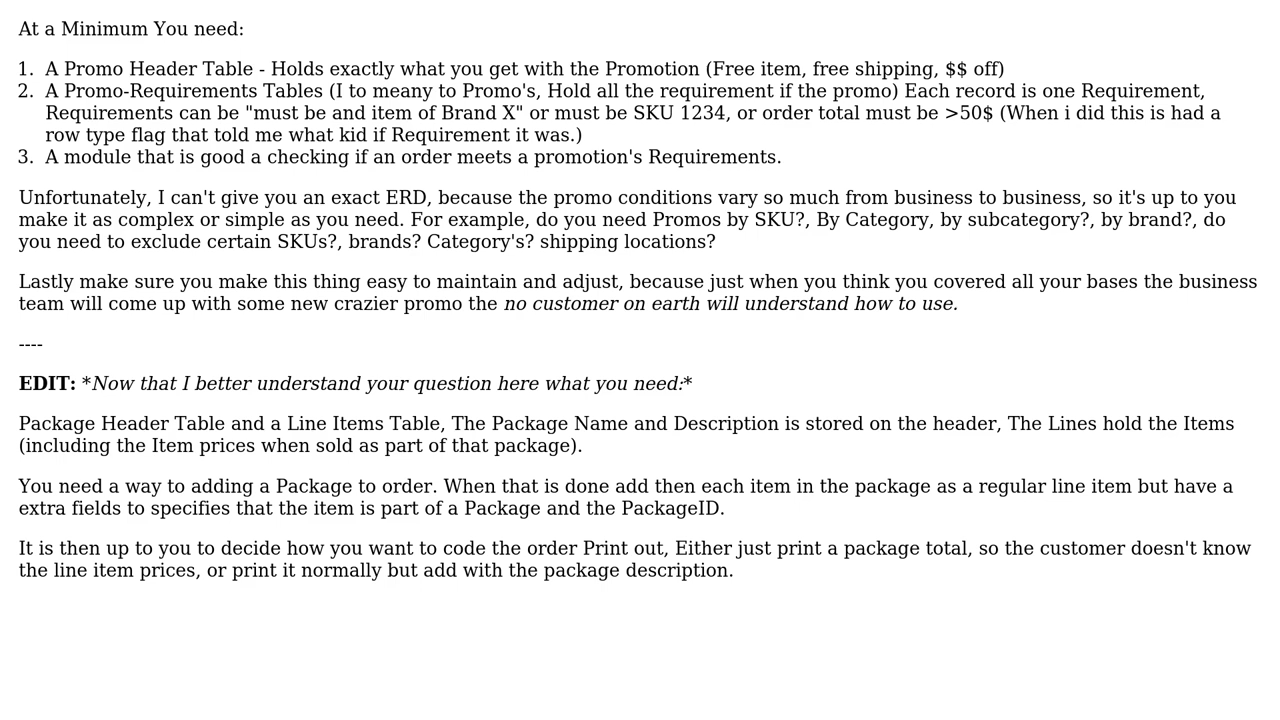 At a Minimum You need:
1. A Promo Header Table - Holds exactly what you get with the Promotion (Free item, free shipping, $$ off)
2. A Promo-Requirements Tables (I to meany to Promo's, Hold all the requirement if the promo) Each record is one Requirement,
Requirements can be "must be and item of Brand X" or must be SKU 1234, or order total must be >50$ (When i did this is had a
row type flag that told me what kid if Requirement it was.)
3. A module that is good a checking if an order meets a promotion's Requirements.
Unfortunately, I can't give you an exact ERD, because the promo conditions vary so much from business to business, so it's up to you
make it as complex or simple as you need. For example, do you need Promos by SKU?, By Category, by subcategory?, by brand?, do
you need to exclude certain SKUs?, brands? Category's? shipping locations?
Lastly make sure you make this thing easy to maintain and adjust, because just when you think you covered all your bases the business
team will come up with some new crazier promo the no customer on earth will understand how to use.
----
EDIT: *Now that I better understand your question here what you need:*
Package Header Table and a Line Items Table, The Package Name and Description is stored on the header, The Lines hold the Items
(including the Item prices when sold as part of that package).
You need a way to adding a Package to order. When that is done add then each item in the package as a regular line item but have a
extra fields to specifies that the item is part of a Package and the PackageID.
It is then up to you to decide how you want to code the order Print out, Either just print a package total, so the customer doesn't know
the line item prices, or print it normally but add with the package description.